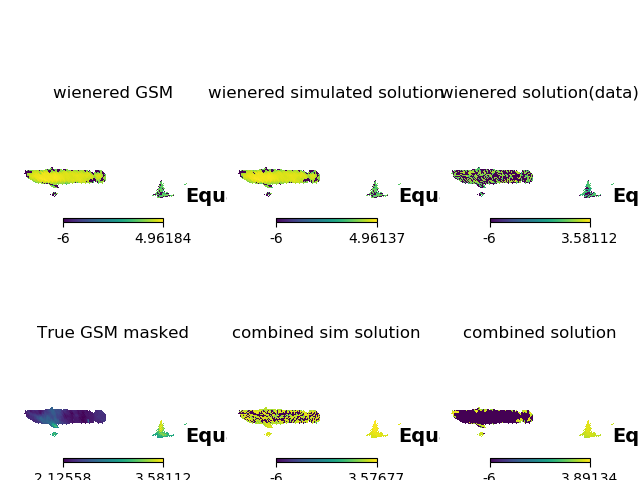 wienered GSM wienered simulated solution wienered solution(data)
Equ Equ Eq
-6 4.96184 -6 4.96137 -6 3.58112
True GSM masked combined sim solution combined solution
Equ Equ Eq
2.12558 3.58112 -6 3.57677 -6 3.89134